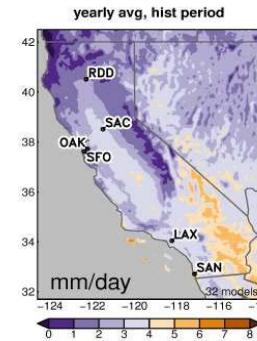 yearly avg, hist period
42
40
38
36
34
32
RDD
SAC
OAK
SFO
LAX
SAN
mm/day
32 models
-124 -122 -120 -118 -116
0 1 2 3 4 5 6 7 8